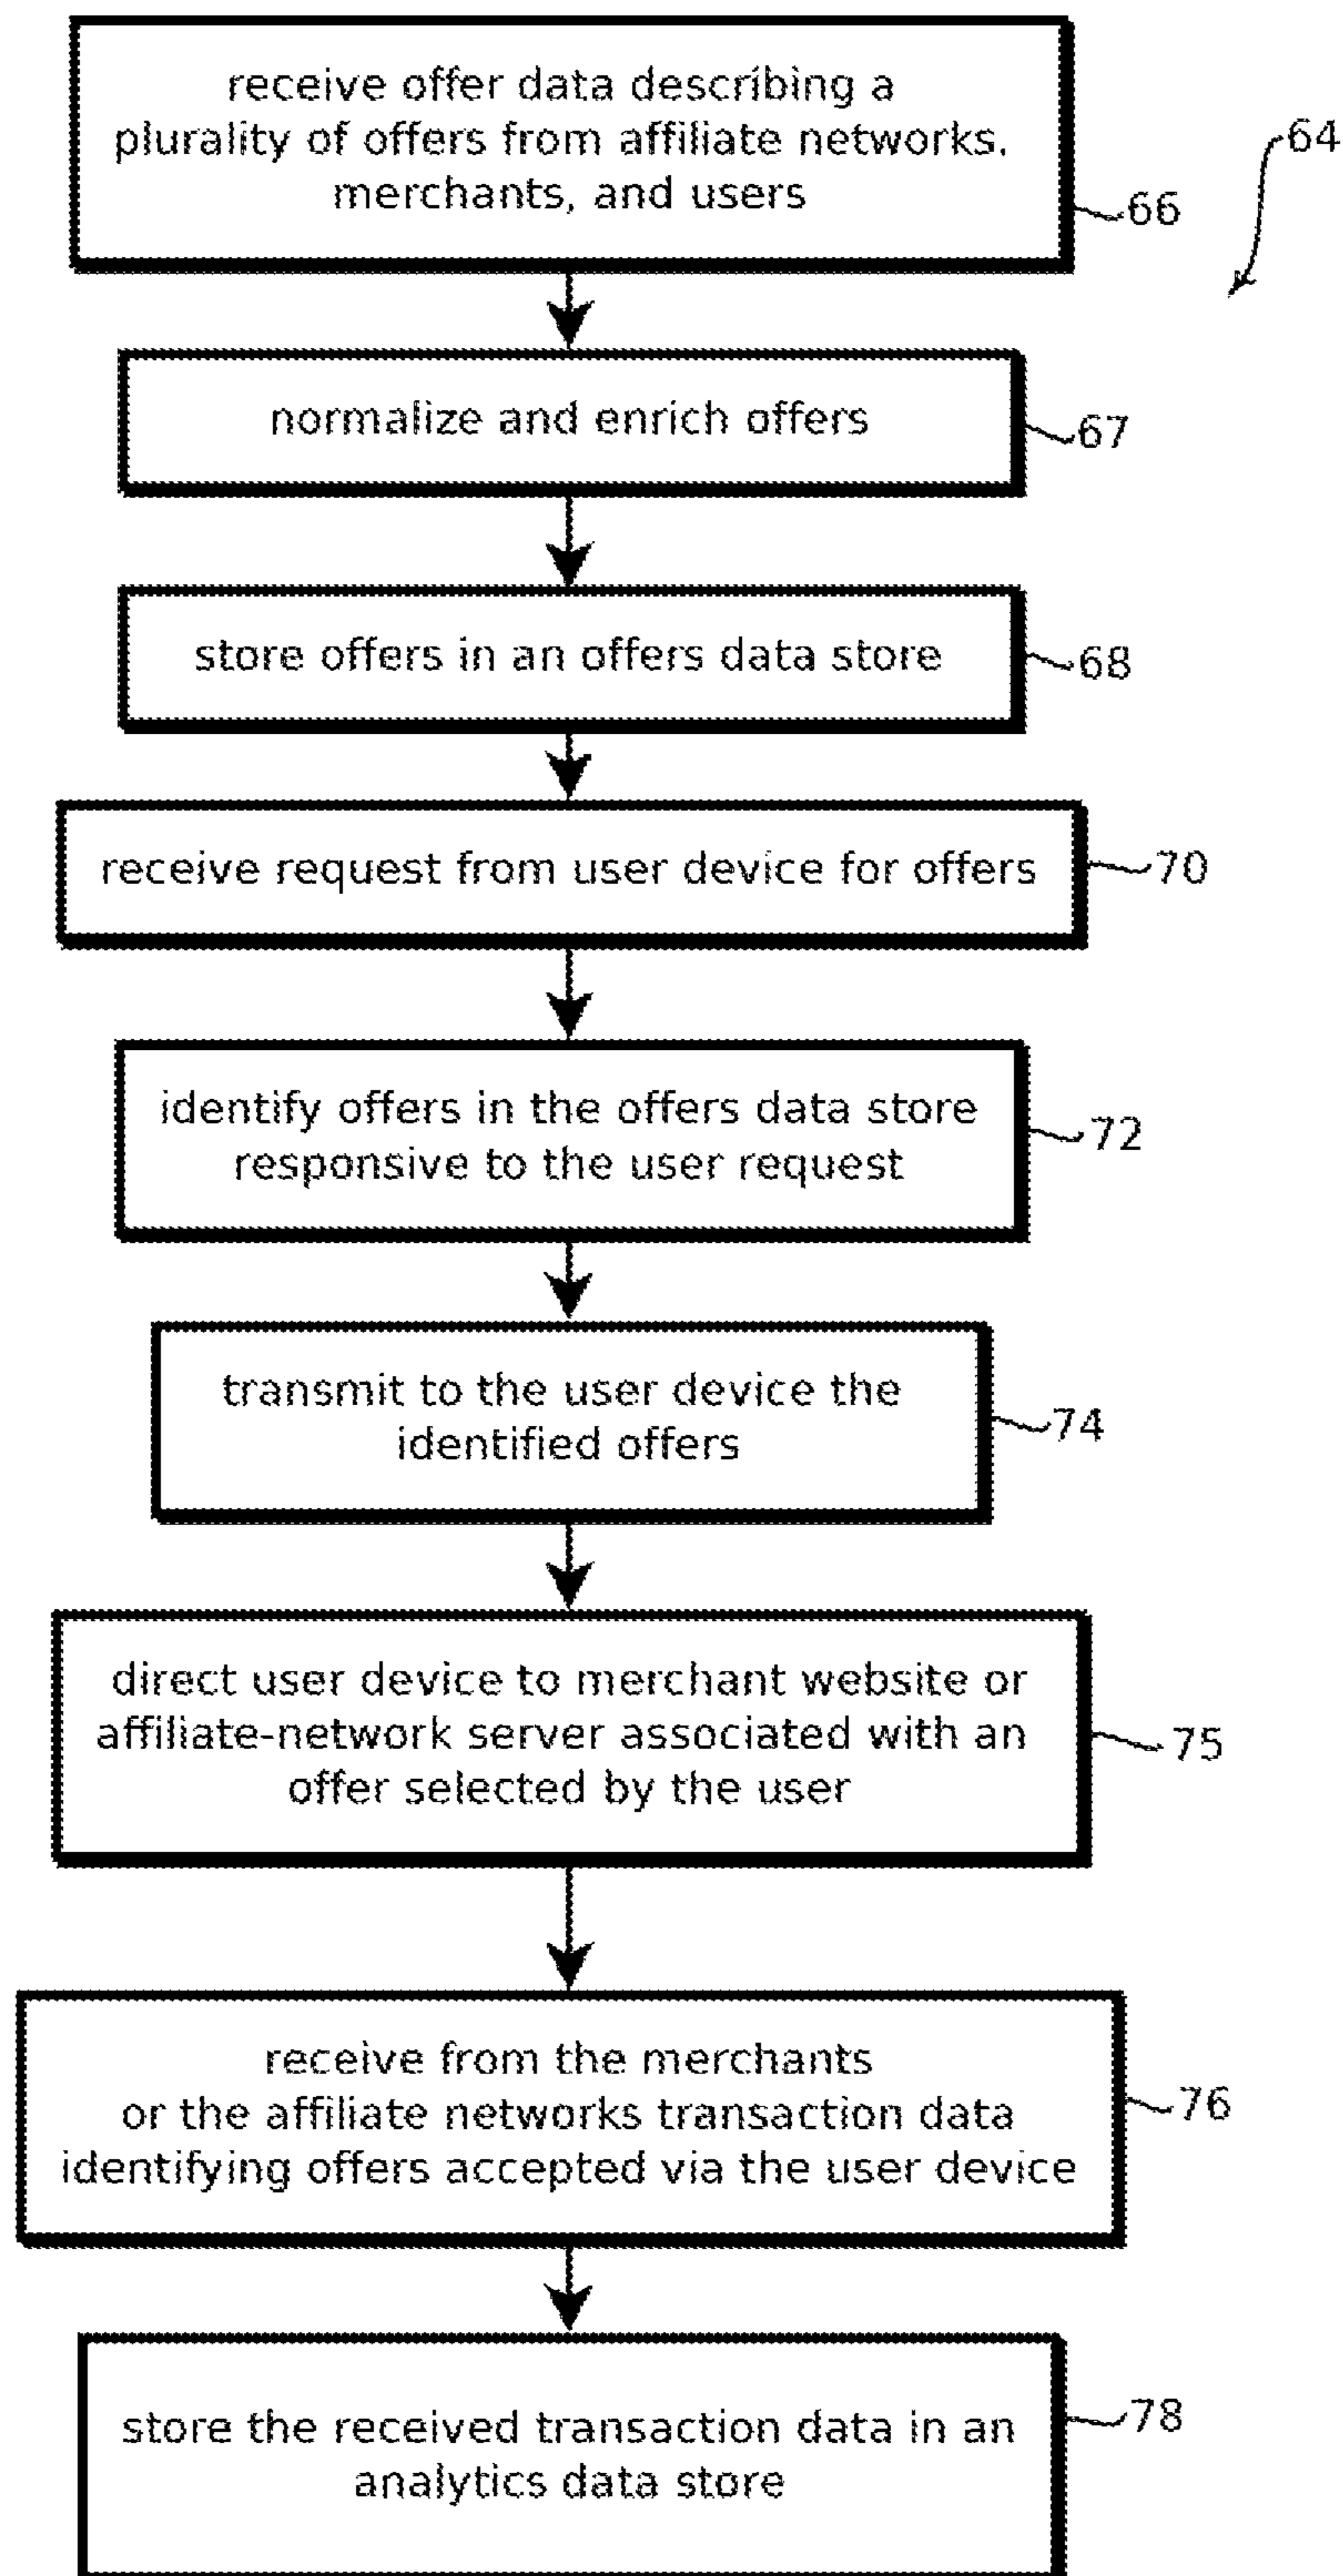 receive offer data describing a
plurality of offers from affiliate networks,
merchants, and users
64
66
normalize and enrich offers
67
store offers in an offers data store
68
receive request from user device for offers
70
identify offers in the offers data store
responsive to the user request
72
transmit to the user device the
identified offers
74
direct user device to merchant website or
affiliate-network server associated with an
offer selected by the user
75
receive from the merchants
or the affiliate networks transaction data
identifying offers accepted via the user device
76
store the received transaction data in an
analytics data store
78